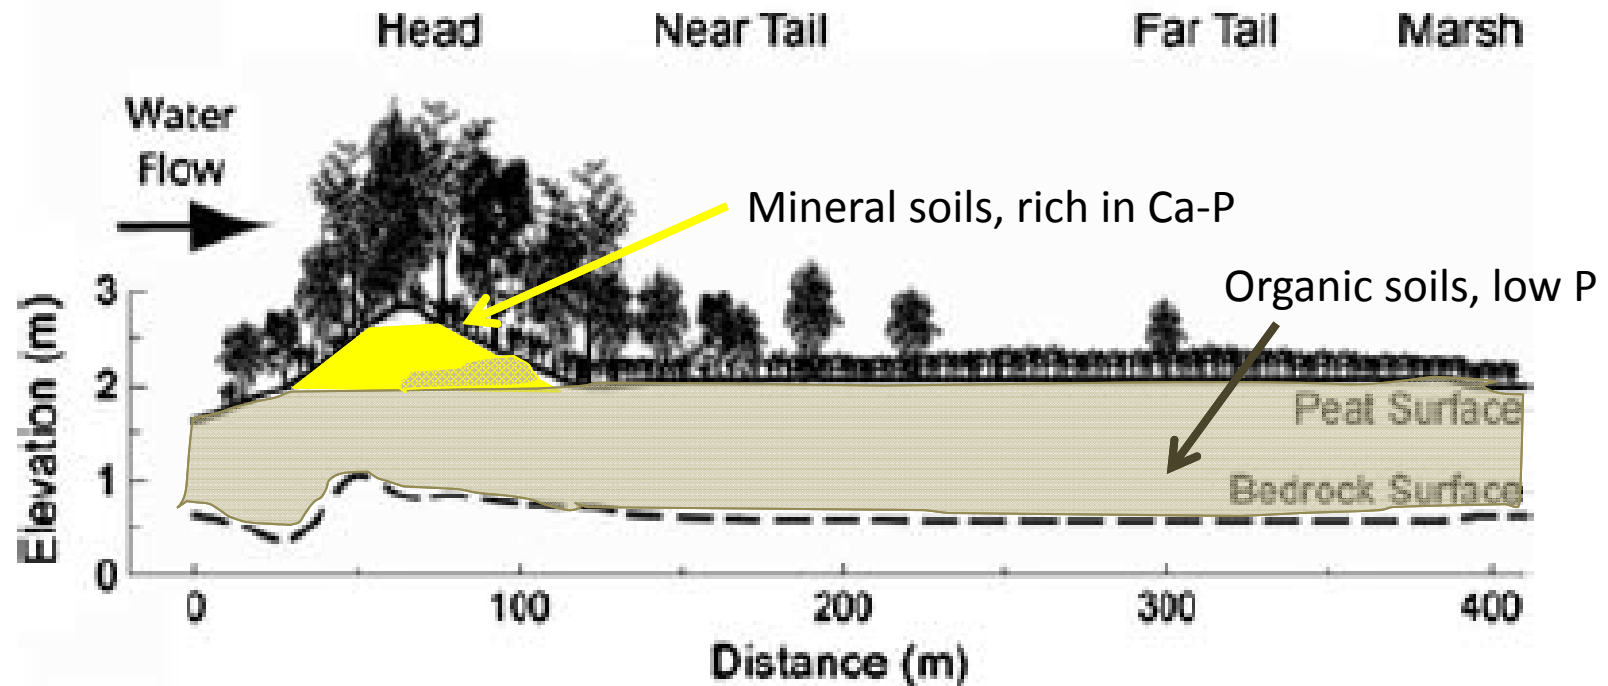 Head Near Tail Far Tail Marsh
Water
Flow
Mineral soils, rich in Ca-P
Organic soils, low P
Elevation (m)
3
2
1
0
Peat Surface
Bedrock Surface
0 100 200 300 400
Distance (m)